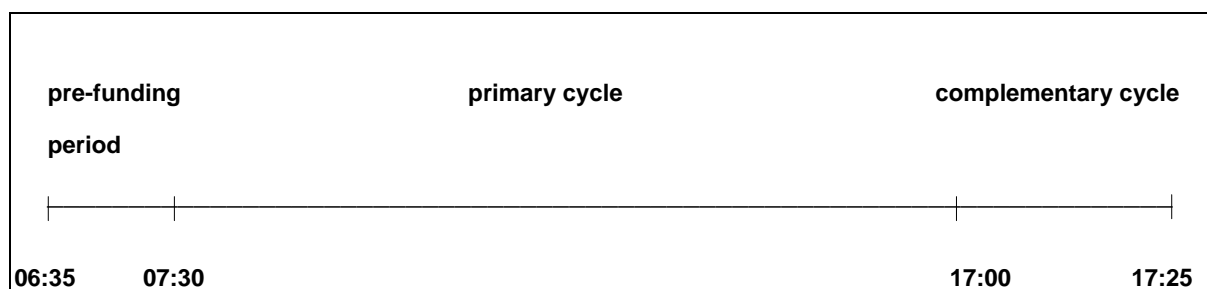 pre-funding primary cycle complementary cycle
period
06:35 07:30 17:00 17:25